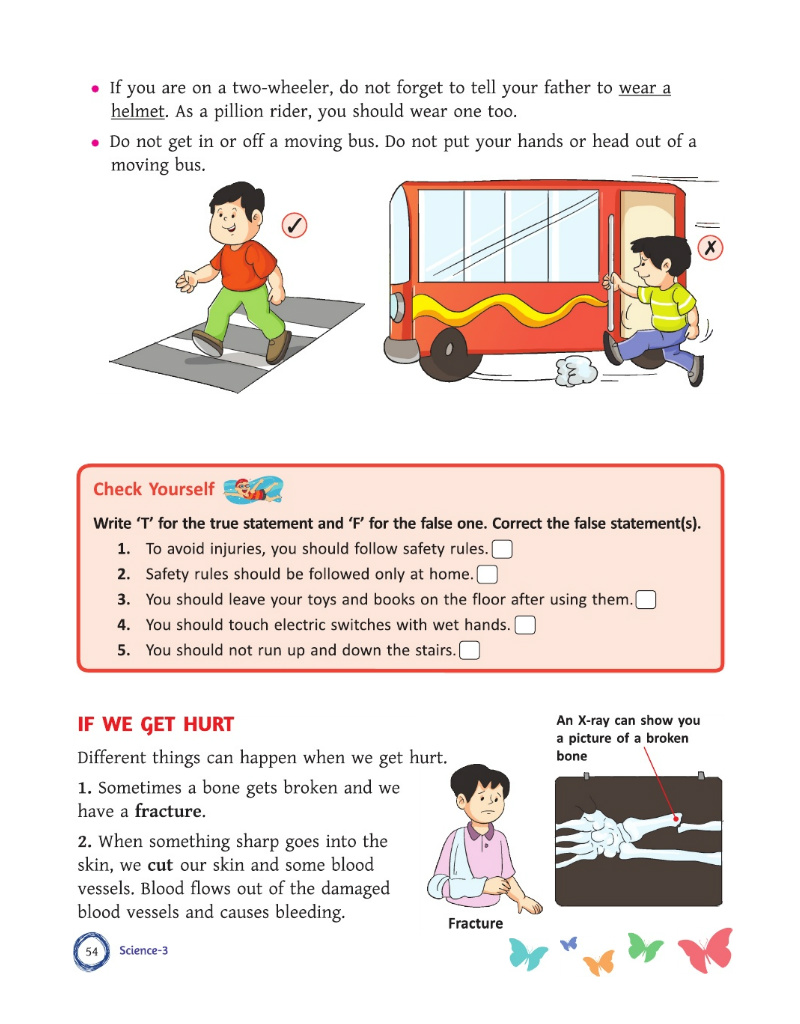 • If you are on a two-wheeler, do not forget to tell your father to wear a
helmet. As a pillion rider, you should wear one too.
• Do not get in or off a moving bus. Do not put your hands or head out of a
moving bus.
✓
✗
Check Yourself
Write ‘T’ for the true statement and ‘F’ for the false one. Correct the false statement(s).
1. To avoid injuries, you should follow safety rules.
2. Safety rules should be followed only at home.
3. You should leave your toys and books on the floor after using them.
4. You should touch electric switches with wet hands.
5. You should not run up and down the stairs.
IF WE GET HURT
Different things can happen when we get hurt.
1. Sometimes a bone gets broken and we
have a fracture.
2. When something sharp goes into the
skin, we cut our skin and some blood
vessels. Blood flows out of the damaged
blood vessels and causes bleeding.
An X-ray can show you
a picture of a broken
bone
Fracture
54 Science-3